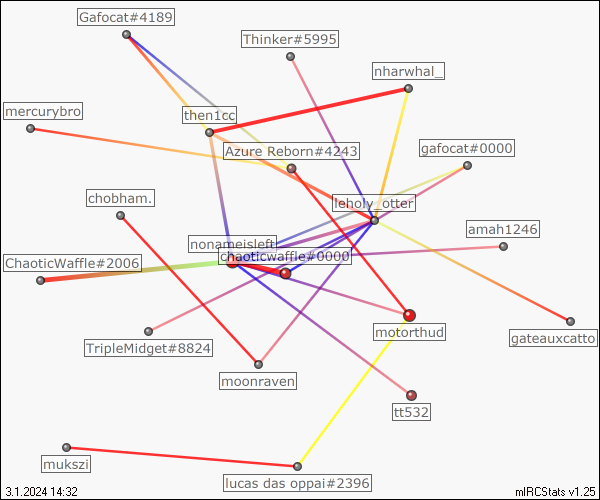 Gafocat#4189
Thinker#5995
nharwhal_
mercurybro
then1cc
Azure Reborn#4243
gafocat#0000
chobham.
leholy_otter
amah1246
nonameisleft
chaoticwaffle#0000
ChaoticWaffle#2006
motorthud
gateauxcatto
TripleMidget#8824
moonraven
tt532
mukszi
lucas das oppai#2396
3.1.2024 14:32
mIRCStats v1.25